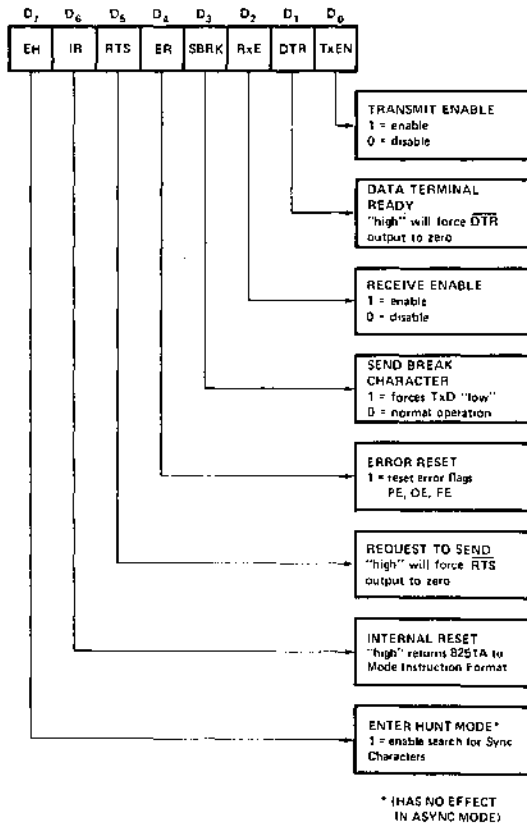 D7 D6 D5 D4 D3 D2 D1 D0
EH IR RTS ER SBRK RxE DTR TxEN
TRANSMIT ENABLE
1 = enable
0 = disable
DATA TERMINAL
READY
"high" will force DTR
output to zero
RECEIVE ENABLE
1 = enable
0 = disable
SEND BREAK
CHARACTER
1 = forces TxD "low"
0 = normal operation
ERROR RESET
1 = reset error flags
PE, OE, FE
REQUEST TO SEND
"high" will force RTS
output to zero
INTERNAL RESET
"high" returns 8251A to
Mode Instruction Format
ENTER HUNT MODE*
1 = enable search for Sync
Characters
* (HAS NO EFFECT
IN ASYNC MODE)